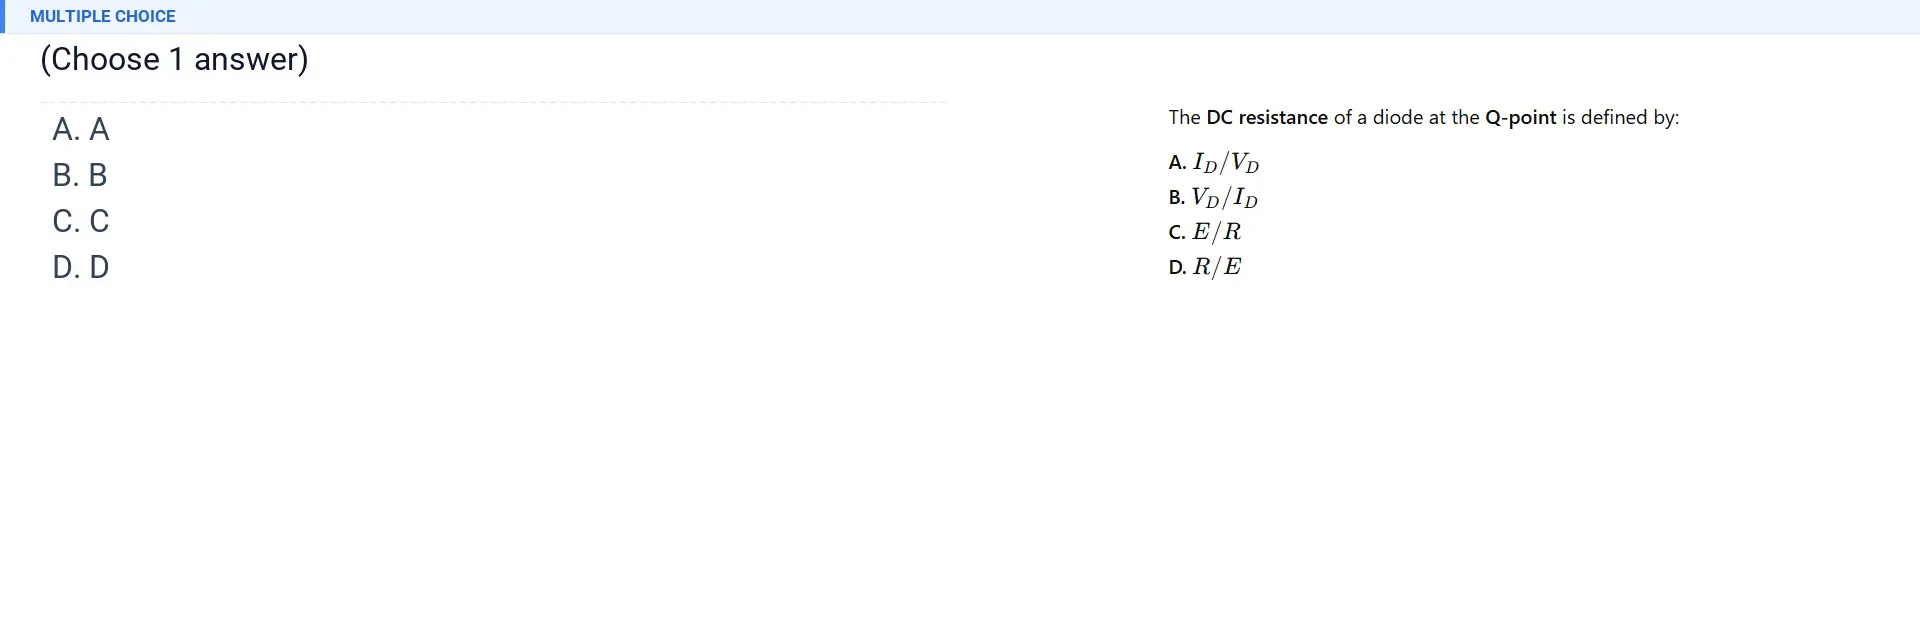 MULTIPLE CHOICE
(Choose 1 answer)
A. A
B. B
C. C
D. D
The DC resistance of a diode at the Q-point is defined by:
A. I_D/V_D
B. V_D/I_D
C. E/R
D. R/E